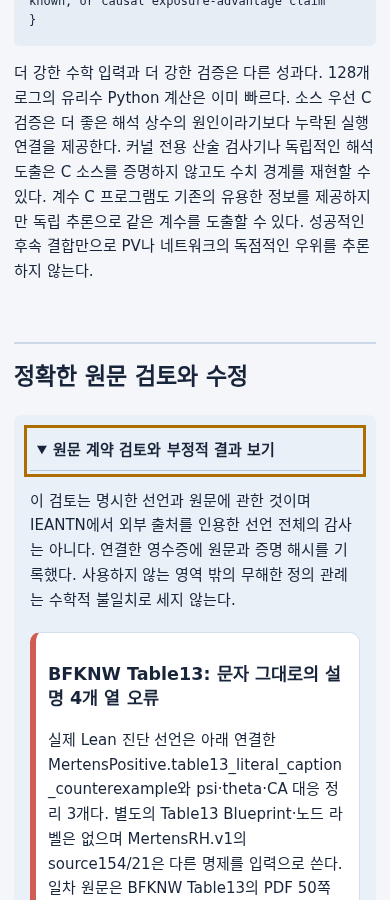 known, or causal exposure-advantage claim
}
더 강한 수학 입력과 더 강한 검증은 다른 성과다. 128개
로그의 유리수 Python 계산은 이미 빠르다. 소스 우선 C
검증은 더 좋은 해석 상수의 원인이라기보다 누락된 실행
연결을 제공한다. 커널 전용 산술 검사기나 독립적인 해석
도출은 C 소스를 증명하지 않고도 수치 경계를 재현할 수
있다. 계수 C 프로그램도 기존의 유용한 정보를 제공하지
만 독립 추론으로 같은 계수를 도출할 수 있다. 성공적인
후속 결합만으로 PV나 네트워크의 독점적인 우위를 추론
하지 않는다.
정확한 원문 검토와 수정
▼ 원문 계약 검토와 부정적 결과 보기
이 검토는 명시한 선언과 원문에 관한 것이며
IEANTN에서 외부 출처를 인용한 선언 전체의 감사
는 아니다. 연결한 영수증에 원문과 증명 해시를 기
록했다. 사용하지 않는 영역 밖의 무해한 정의 관례
는 수학적 불일치로 세지 않는다.
BFKNW Table13: 문자 그대로의 설
명 4개 열 오류
실제 Lean 진단 선언은 아래 연결한
MertensPositive.table13_literal_caption
_counterexample와 psi·theta·CA 대응 정
리 3개다. 별도의 Table13 Blueprint·노드 라
벨은 없으며 MertensRH.v1의
source154/21은 다른 명제를 입력으로 쓴다.
일차 원문은 BFKNW Table13의 PDF 50쪽